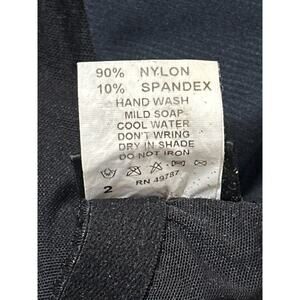 90% NYLON
10% SPANDEX
HAND WASH
MILD SOAP
COOL WATER
DON'T WRING
DRY IN SHADE
DO NOT IRON
2
RN 49787